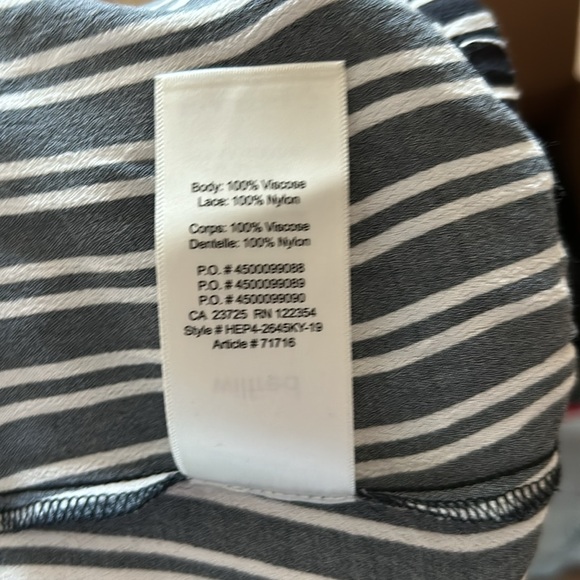 Body: 100% Viscose
Lace: 100% Nylon
Corps: 100% Viscose
Dentelle: 100% Nylon
P.O. # 4500099088
P.O. # 4500099089
P.O. # 4500099090
CA 23725 RN 122354
Style # HEP4-2645KY-19
Article # 71716
wilfred